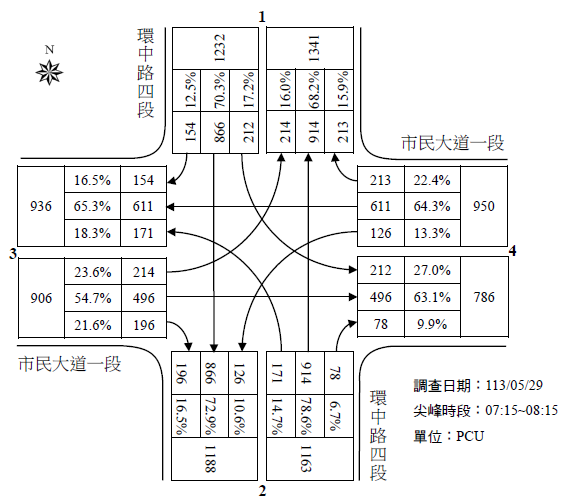 1
N
環中路四段
1232
12.5% 70.3% 17.2%
154 866 212
1341
16.0% 68.2% 15.9%
214 914 213
市民大道一段
936
16.5% 154
65.3% 611
18.3% 171
213 22.4%
611 64.3%
126 13.3%
950
3
4
906
23.6% 214
54.7% 496
21.6% 196
212 27.0%
496 63.1%
78 9.9%
786
市民大道一段
196 866 126
16.5% 72.9% 10.6%
1188
171 914 78
14.7% 78.6% 6.7%
1163
環中路四段
調查日期：113/05/29
尖峰時段：07:15~08:15
單位：PCU
2